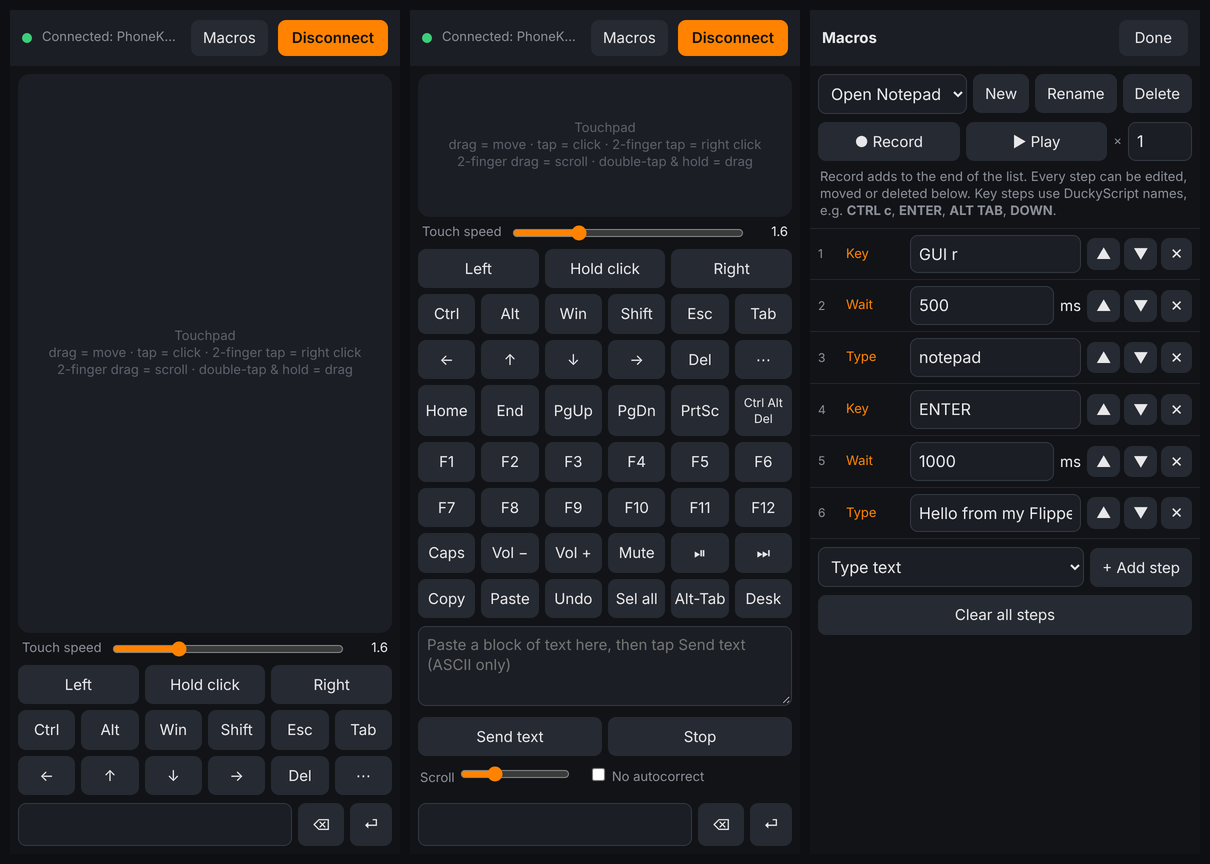 Connected: PhoneK... Macros Disconnect
Touchpad
drag = move · tap = click · 2-finger tap = right click
2-finger drag = scroll · double-tap & hold = drag
Touch speed 1.6
Left Hold click Right
Ctrl Alt Win Shift Esc Tab
← ↑ ↓ → Del ···
⌫ ⏎
Connected: PhoneK... Macros Disconnect
Touchpad
drag = move · tap = click · 2-finger tap = right click
2-finger drag = scroll · double-tap & hold = drag
Touch speed 1.6
Left Hold click Right
Ctrl Alt Win Shift Esc Tab
← ↑ ↓ → Del ···
Home End PgUp PgDn PrtSc Ctrl Alt
Del
F1 F2 F3 F4 F5 F6
F7 F8 F9 F10 F11 F12
Caps Vol − Vol + Mute ⏯ ⏭
Copy Paste Undo Sel all Alt-Tab Desk
Paste a block of text here, then tap Send text
(ASCII only)
Send text Stop
Scroll No autocorrect
⌫ ⏎
Macros Done
Open Notepad New Rename Delete
● Record ▶ Play × 1
Record adds to the end of the list. Every step can be edited,
moved or deleted below. Key steps use DuckyScript names,
e.g. CTRL c, ENTER, ALT TAB, DOWN.
1 Key GUI r ▲ ▼ ✕
2 Wait 500 ms ▲ ▼ ✕
3 Type notepad ▲ ▼ ✕
4 Key ENTER ▲ ▼ ✕
5 Wait 1000 ms ▲ ▼ ✕
6 Type Hello from my Flippe ▲ ▼ ✕
Type text + Add step
Clear all steps